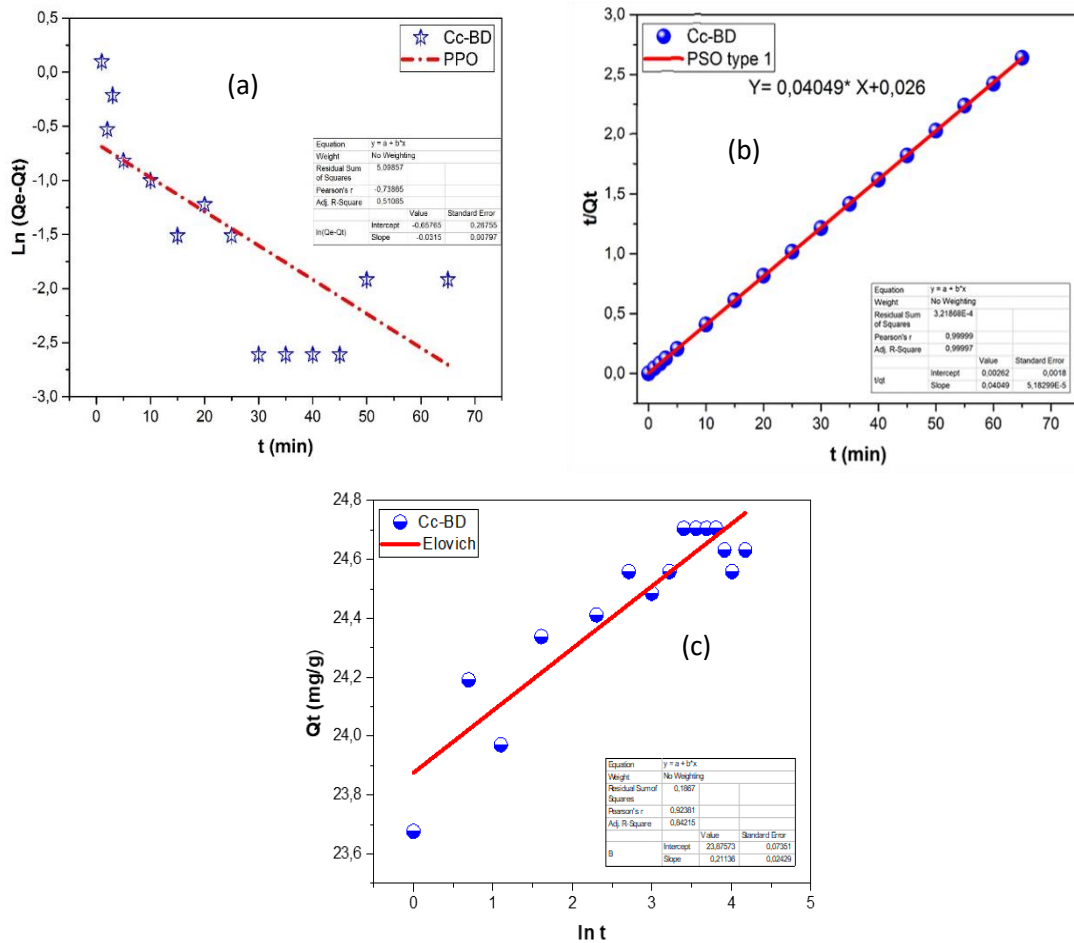 0,5
0,0
-0,5
-1,0
-1,5
-2,0
-2,5
-3,0
Ln (Qe-Qt)
Cc-BD
PPO
(a)
Equation y = a + b*x
Weight No Weighting
Residual Sum of Squares 5,09857
Pearson's r -0,73865
Adj. R-Square 0,51085
Value Standard Error
ln(Qe-Qt) Intercept -0,65765 0,26755
Slope -0,0315 0,00797
0 10 20 30 40 50 60 70
t (min)
3,0
2,5
2,0
1,5
1,0
0,5
0,0
t/Qt
Cc-BD
PSO type 1
Y= 0,04049* X+0,026
(b)
Equation y = a + b*x
Weight No Weighting
Residual Sum of Squares 3,21868E-4
Pearson's r 0,99999
Adj. R-Square 0,99997
Value Standard Error
t/qt Intercept 0,00262 0,0018
Slope 0,04049 5,18299E-5
0 10 20 30 40 50 60 70
t (min)
24,8
24,6
24,4
24,2
24,0
23,8
23,6
Qt (mg/g)
Cc-BD
Elovich
(c)
Equation y = a + b*x
Weight No Weighting
Residual Sum of Squares 0,1867
Pearson's r 0,92381
Adj. R-Square 0,84215
Value Standard Error
B Intercept 23,87573 0,07351
Slope 0,21136 0,02429
0 1 2 3 4 5
ln t